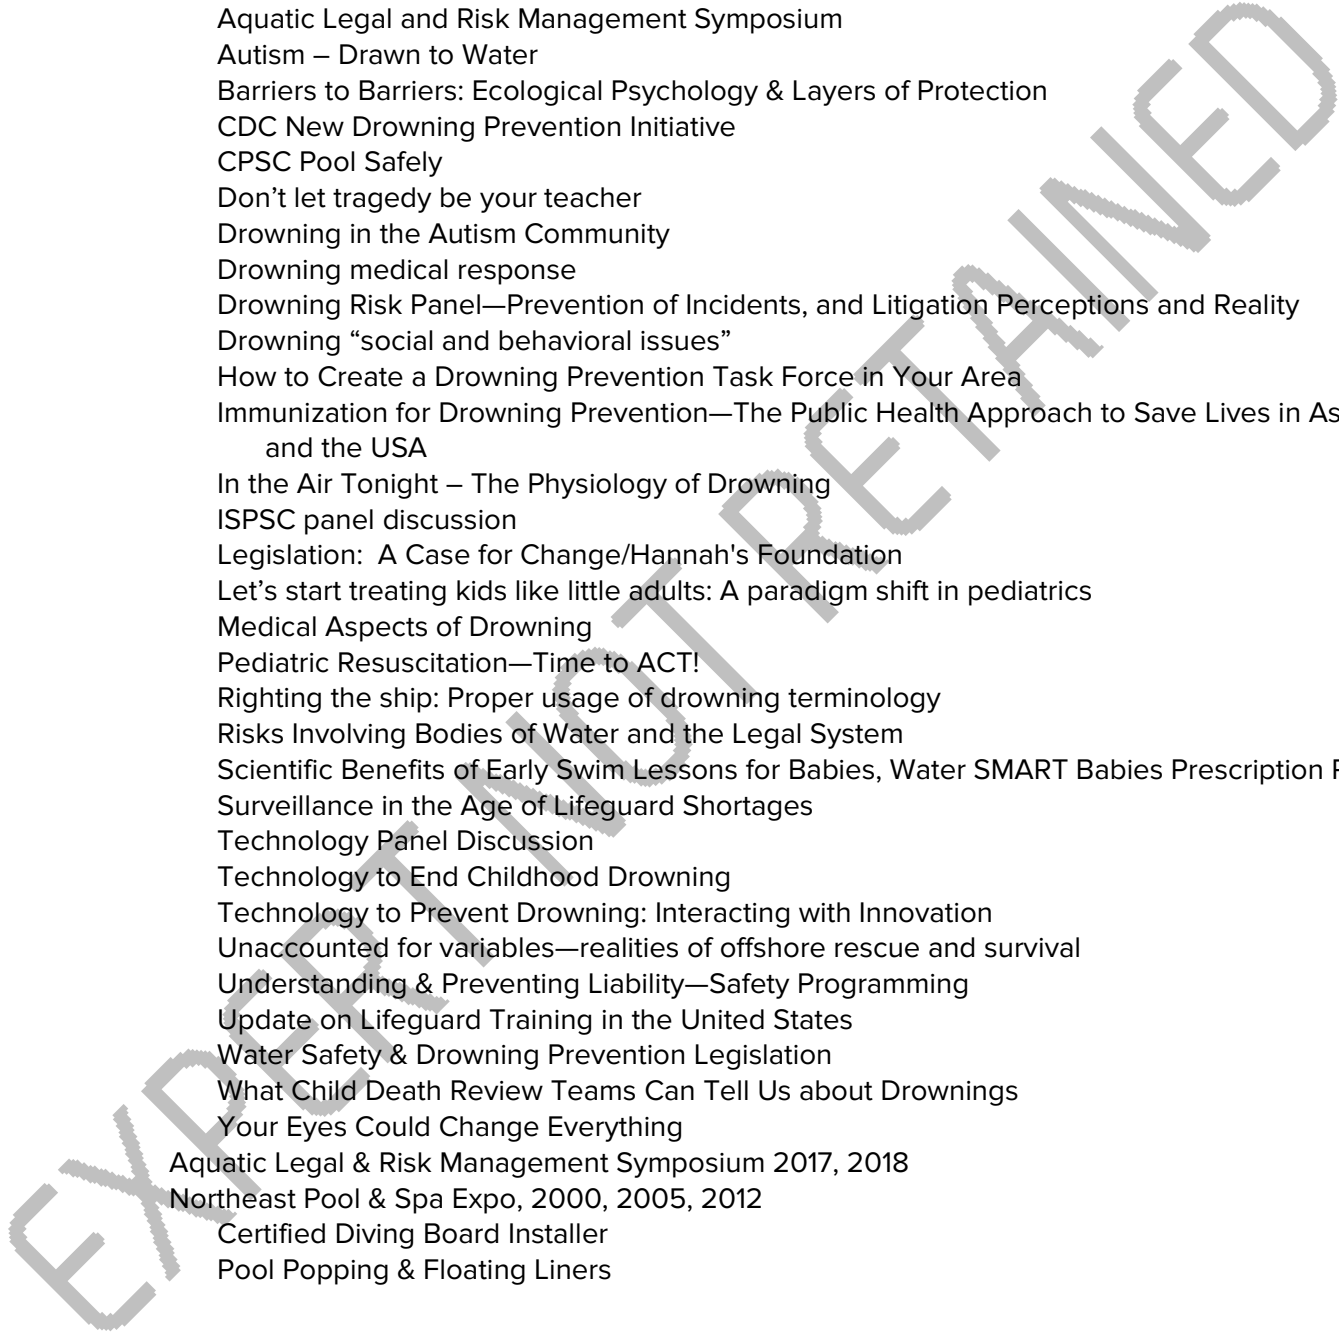 Aquatic Legal and Risk Management Symposium
Autism – Drawn to Water
Barriers to Barriers: Ecological Psychology & Layers of Protection
CDC New Drowning Prevention Initiative
CPSC Pool Safely
Don’t let tragedy be your teacher
Drowning in the Autism Community
Drowning medical response
Drowning Risk Panel—Prevention of Incidents, and Litigation Perceptions and Reality
Drowning “social and behavioral issues”
How to Create a Drowning Prevention Task Force in Your Area
Immunization for Drowning Prevention—The Public Health Approach to Save Lives in
and the USA
In the Air Tonight – The Physiology of Drowning
ISPSC panel discussion
Legislation:  A Case for Change/Hannah's Foundation
Let’s start treating kids like little adults: A paradigm shift in pediatrics
Medical Aspects of Drowning
Pediatric Resuscitation—Time to ACT!
Righting the ship: Proper usage of drowning terminology
Risks Involving Bodies of Water and the Legal System
Scientific Benefits of Early Swim Lessons for Babies, Water SMART Babies Prescription
Surveillance in the Age of Lifeguard Shortages
Technology Panel Discussion
Technology to End Childhood Drowning
Technology to Prevent Drowning: Interacting with Innovation
Unaccounted for variables—realities of offshore rescue and survival
Understanding & Preventing Liability—Safety Programming
Update on Lifeguard Training in the United States
Water Safety & Drowning Prevention Legislation
What Child Death Review Teams Can Tell Us about Drownings
Your Eyes Could Change Everything
Aquatic Legal & Risk Management Symposium 2017, 2018
Northeast Pool & Spa Expo, 2000, 2005, 2012
Certified Diving Board Installer
Pool Popping & Floating Liners
EXPERT NOT RETAINED